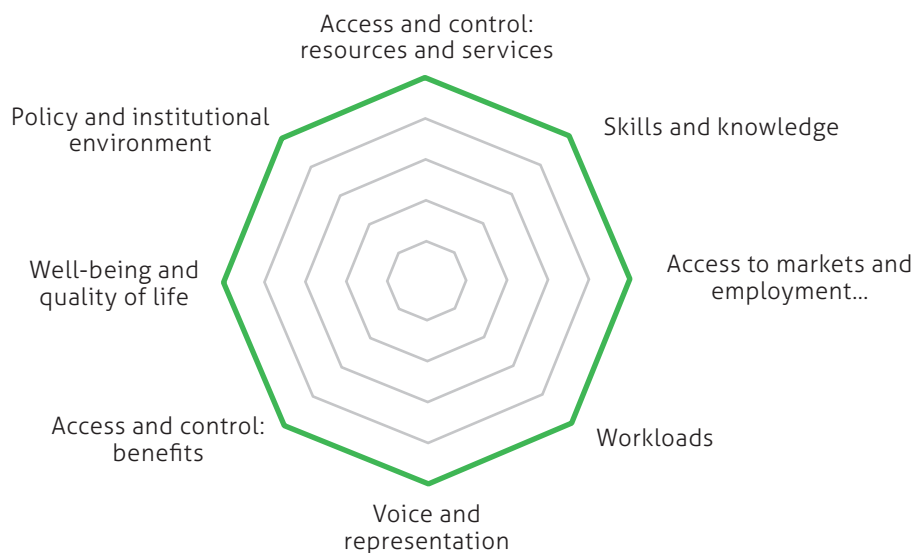 Access and control:
resources and services
Skills and knowledge
Access to markets and
employment...
Workloads
Voice and
representation
Access and control:
benefits
Well-being and
quality of life
Policy and institutional
environment